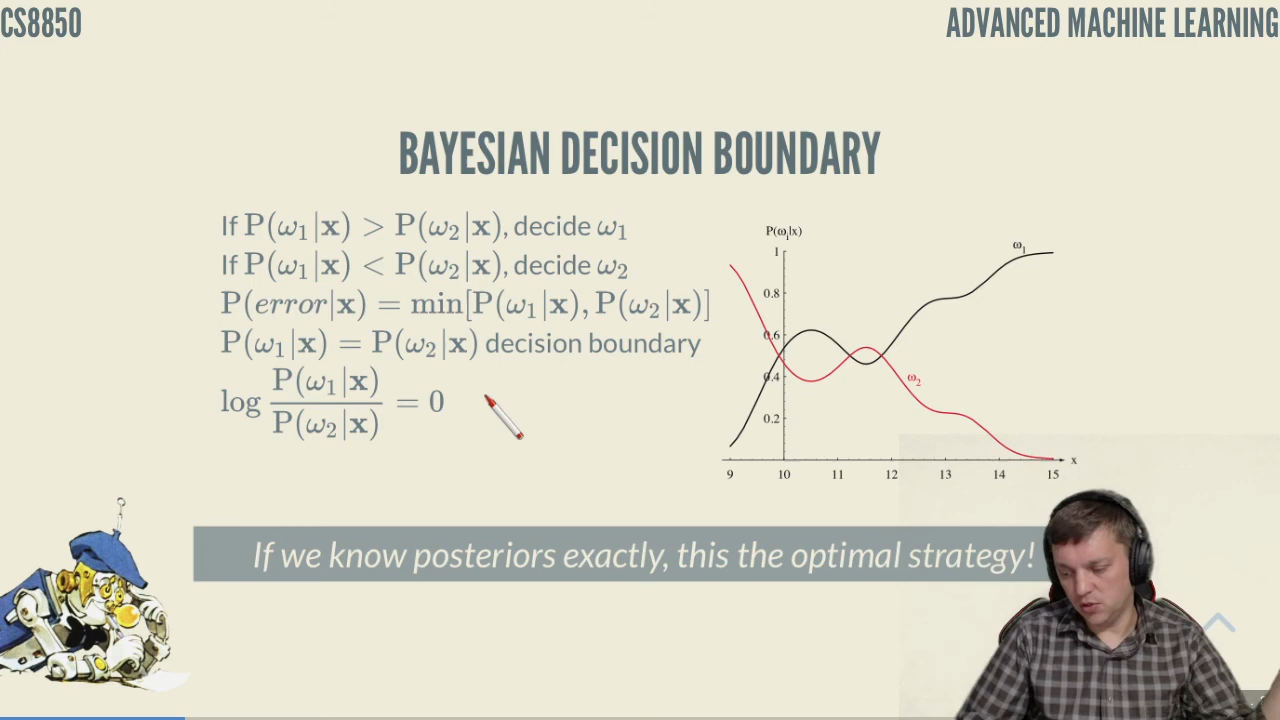 CS8850
ADVANCED MACHINE LEARNING
BAYESIAN DECISION BOUNDARY
If P(ω₁|x) > P(ω₂|x), decide ω₁
If P(ω₁|x) < P(ω₂|x), decide ω₂
P(error|x) = min[P(ω₁|x), P(ω₂|x)]
P(ω₁|x) = P(ω₂|x) decision boundary
log P(ω₁|x) / P(ω₂|x) = 0
P(ωᵢ|x)
1
0.8
0.6
0.4
0.2
ω₁
ω₂
9 10 11 12 13 14 15 x
If we know posteriors exactly, this the optimal strategy!